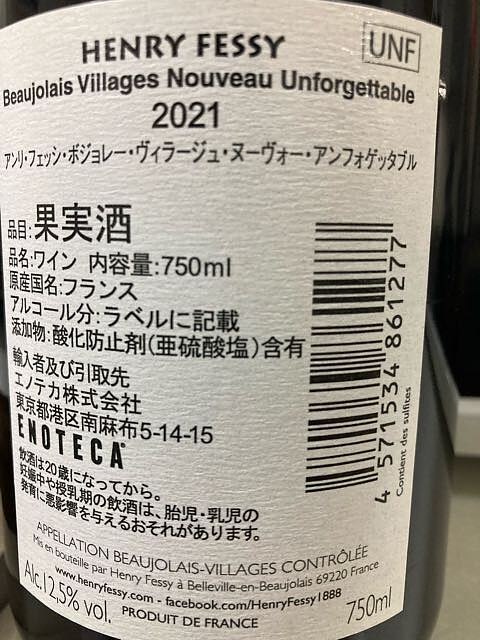 HENRY FESSY
UNF
Beaujolais Villages Nouveau Unforgettable
2021
アンリ・フェッシ・ボジョレー・ヴィラージュ・ヌーヴォー・アンフォゲッタブル
品目:果実酒
品名:ワイン 内容量:750ml
原産国名:フランス
アルコール分:ラベルに記載
添加物:酸化防止剤(亜硫酸塩)含有
輸入者及び引取先
エノテカ株式会社
東京都港区南麻布5-14-15
ENOTECA
飲酒は20歳になってから。
妊娠中や授乳期の飲酒は、胎児・乳児の
発育に悪影響を与えるおそれがあります。
4 571534 861277
Contient des sulfites
APPELLATION BEAUJOLAIS-VILLAGES CONTRÔLÉE
Mis en bouteille par Henry Fessy à Belleville-en-Beaujolais 69220 France
www.henryfessy.com - facebook.com/HenryFessy1888
Alc.12,5% vol.
PRODUIT DE FRANCE
750ml